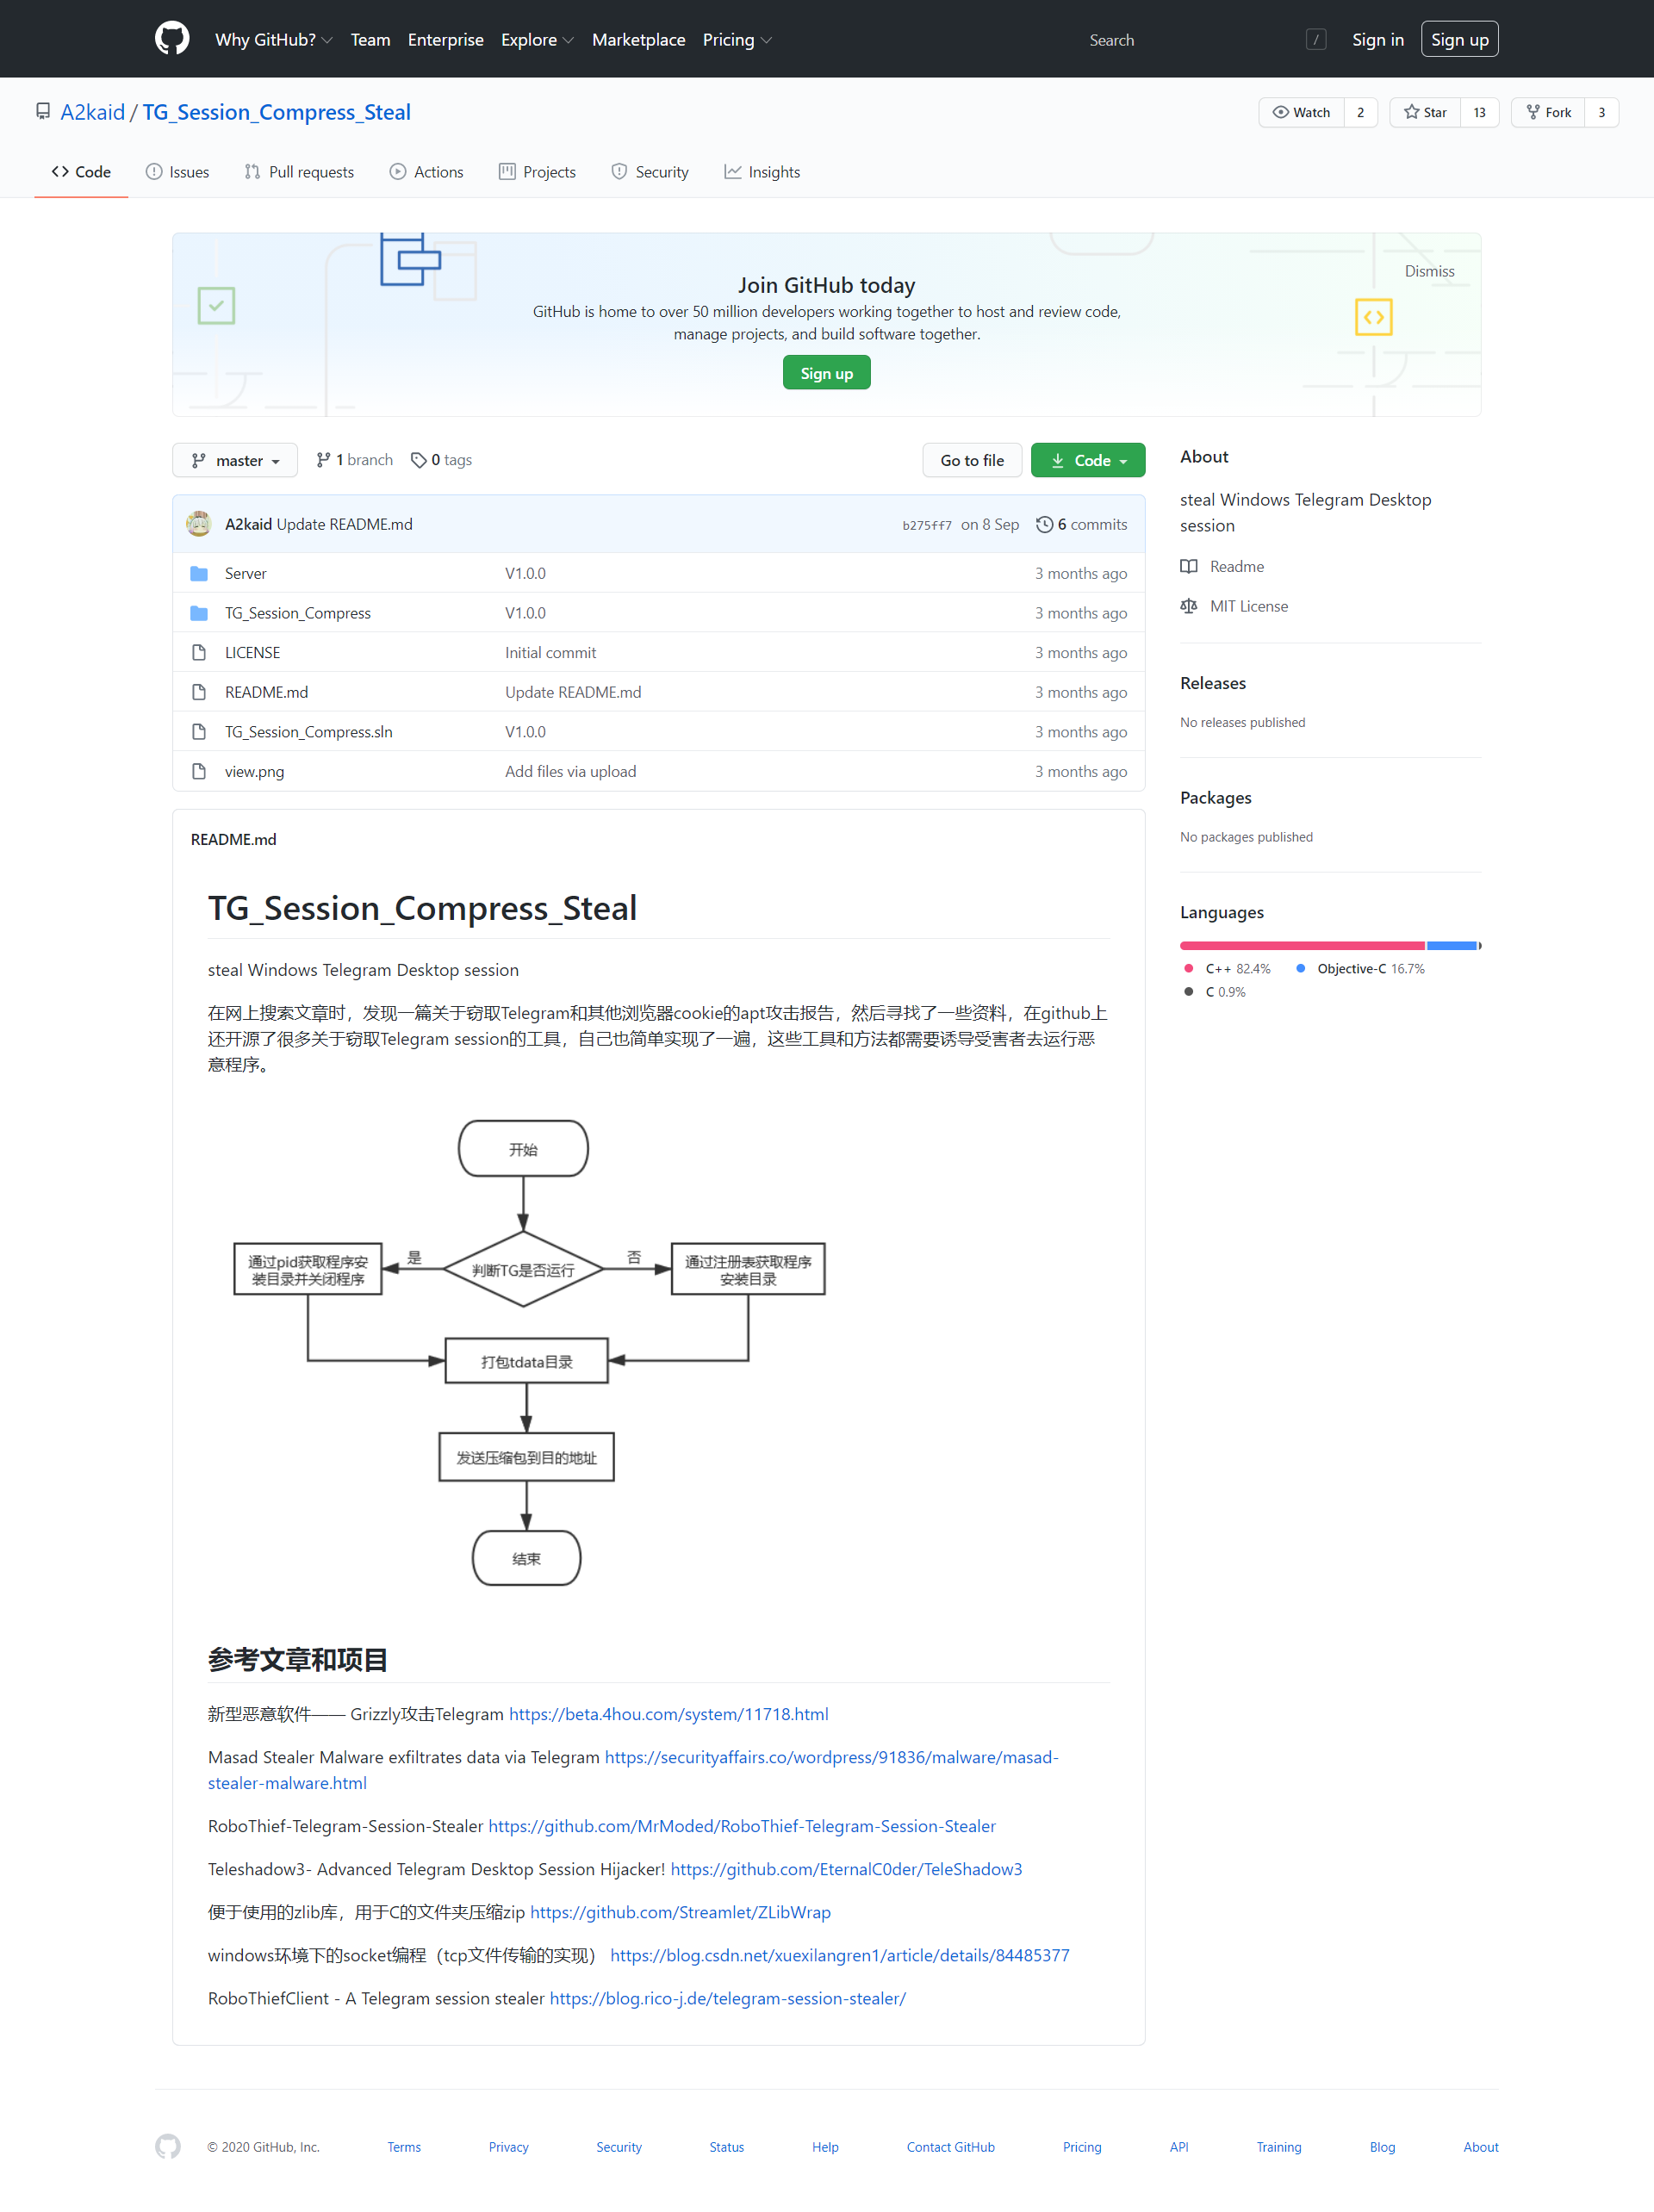 Why GitHub? Team Enterprise Explore Marketplace Pricing Search / Sign in Sign up
A2kaid / TG_Session_Compress_Steal Watch 2 Star 13 Fork 3
Code Issues Pull requests Actions Projects Security Insights
Dismiss
Join GitHub today
GitHub is home to over 50 million developers working together to host and review code,
manage projects, and build software together.
Sign up
master 1 branch 0 tags Go to file Code
A2kaid Update README.md b275ff7 on 8 Sep 6 commits
Server V1.0.0 3 months ago
TG_Session_Compress V1.0.0 3 months ago
LICENSE Initial commit 3 months ago
README.md Update README.md 3 months ago
TG_Session_Compress.sln V1.0.0 3 months ago
view.png Add files via upload 3 months ago
About
steal Windows Telegram Desktop
session
Readme
MIT License
Releases
No releases published
Packages
No packages published
Languages
C++ 82.4% Objective-C 16.7%
C 0.9%
README.md
TG_Session_Compress_Steal
steal Windows Telegram Desktop session
在网上搜索文章时，发现一篇关于窃取Telegram和其他浏览器cookie的apt攻击报告，然后寻找了一些资料，在github上
还开源了很多关于窃取Telegram session的工具，自己也简单实现了一遍，这些工具和方法都需要诱导受害者去运行恶
意程序。
开始
判断TG是否运行
是
否
通过pid获取程序安
装目录并关闭程序
通过注册表获取程序
安装目录
打包tdata目录
发送压缩包到目的地址
结束
参考文章和项目
新型恶意软件—— Grizzly攻击Telegram https://beta.4hou.com/system/11718.html
Masad Stealer Malware exfiltrates data via Telegram https://securityaffairs.co/wordpress/91836/malware/masad-
stealer-malware.html
RoboThief-Telegram-Session-Stealer https://github.com/MrModed/RoboThief-Telegram-Session-Stealer
Teleshadow3- Advanced Telegram Desktop Session Hijacker! https://github.com/EternalC0der/TeleShadow3
便于使用的zlib库，用于C的文件夹压缩zip https://github.com/Streamlet/ZLibWrap
windows环境下的socket编程（tcp文件传输的实现） https://blog.csdn.net/xuexilangren1/article/details/84485377
RoboThiefClient - A Telegram session stealer https://blog.rico-j.de/telegram-session-stealer/
© 2020 GitHub, Inc. Terms Privacy Security Status Help Contact GitHub Pricing API Training Blog About